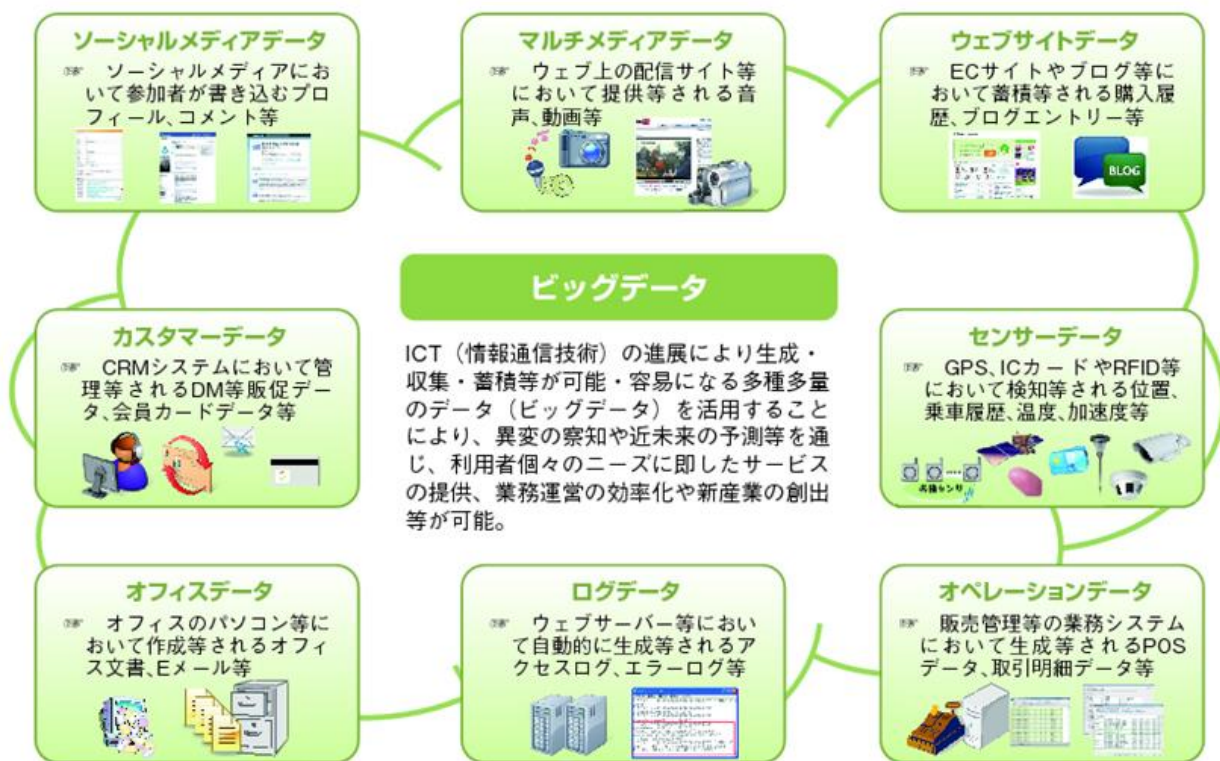 ソーシャルメディアデータ
☞ ソーシャルメディアにお
いて参加者が書き込むプロ
フィール、コメント等
マルチメディアデータ
☞ ウェブ上の配信サイト等
において提供等される音
声、動画等
ウェブサイトデータ
☞ ECサイトやブログ等に
おいて蓄積等される購入履
歴、ブログエントリー等
BLOG
カスタマーデータ
☞ CRMシステムにおいて管
理等されるDM等販促デー
タ、会員カードデータ等
ビッグデータ
ICT（情報通信技術）の進展により生成・
収集・蓄積等が可能・容易になる多種多量
のデータ（ビッグデータ）を活用すること
により、異変の察知や近未来の予測等を通
じ、利用者個々のニーズに即したサービス
の提供、業務運営の効率化や新産業の創出
等が可能。
センサーデータ
☞ GPS、ICカードやRFID等
において検知等される位置、
乗車履歴、温度、加速度等
各種センサ
オフィスデータ
☞ オフィスのパソコン等に
おいて作成等されるオフィ
ス文書、Eメール等
ログデータ
☞ ウェブサーバー等におい
て自動的に生成等されるア
クセスログ、エラーログ等
オペレーションデータ
☞ 販売管理等の業務システム
において生成等されるPOS
データ、取引明細データ等